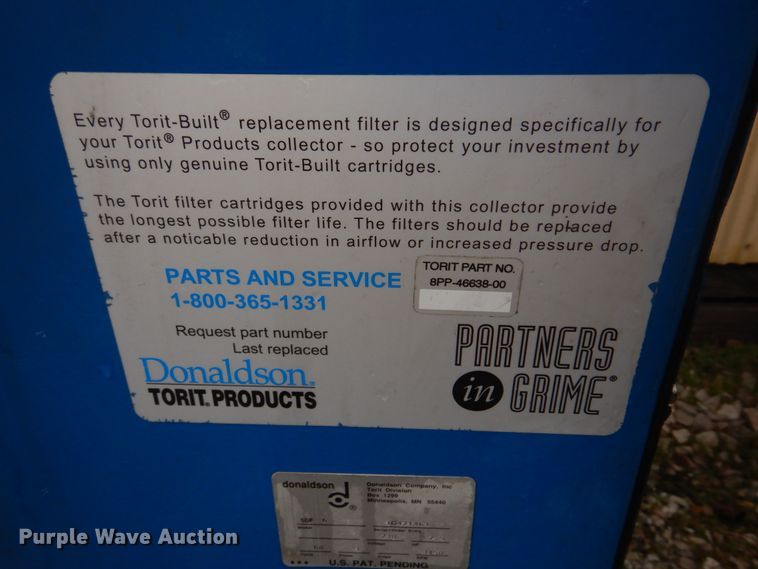 Every Torit-Built® replacement filter is designed specifically for
your Torit® Products collector - so protect your investment by
using only genuine Torit-Built cartridges.
The Torit filter cartridges provided with this collector provide
the longest possible filter life. The filters should be replaced
after a noticable reduction in airflow or increased pressure drop.
PARTS AND SERVICE
1-800-365-1331
TORIT PART NO.
8PP-46638-00
Request part number
Last replaced
Donaldson.
TORIT. PRODUCTS
PARTNERS
in GRIME®
donaldson
®
Donaldson Company, Inc
Torit Division
Box 1299
Minneapolis, MN 55440
U.S. PAT. PENDING
Purple Wave Auction